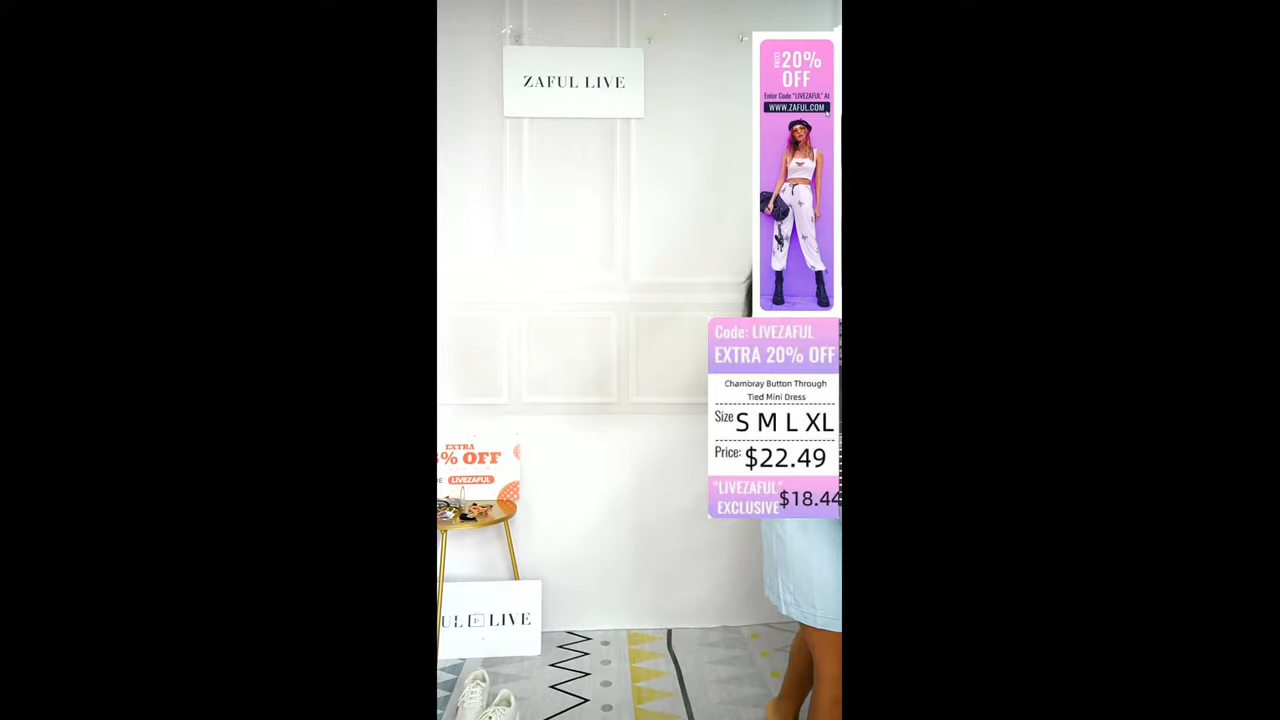 ZAFUL LIVE
20%
OFF
Enter Code "LIVEZAFUL" At
WWW.ZAFUL.COM
Code: LIVEZAFUL
EXTRA 20% OFF
Chambray Button Through
Tied Mini Dress
Size S M L XL
Price: $22.49
"LIVEZAFUL"
EXCLUSIVE $18.44
EXTRA
% OFF
LIVEZAFUL
UL LIVE